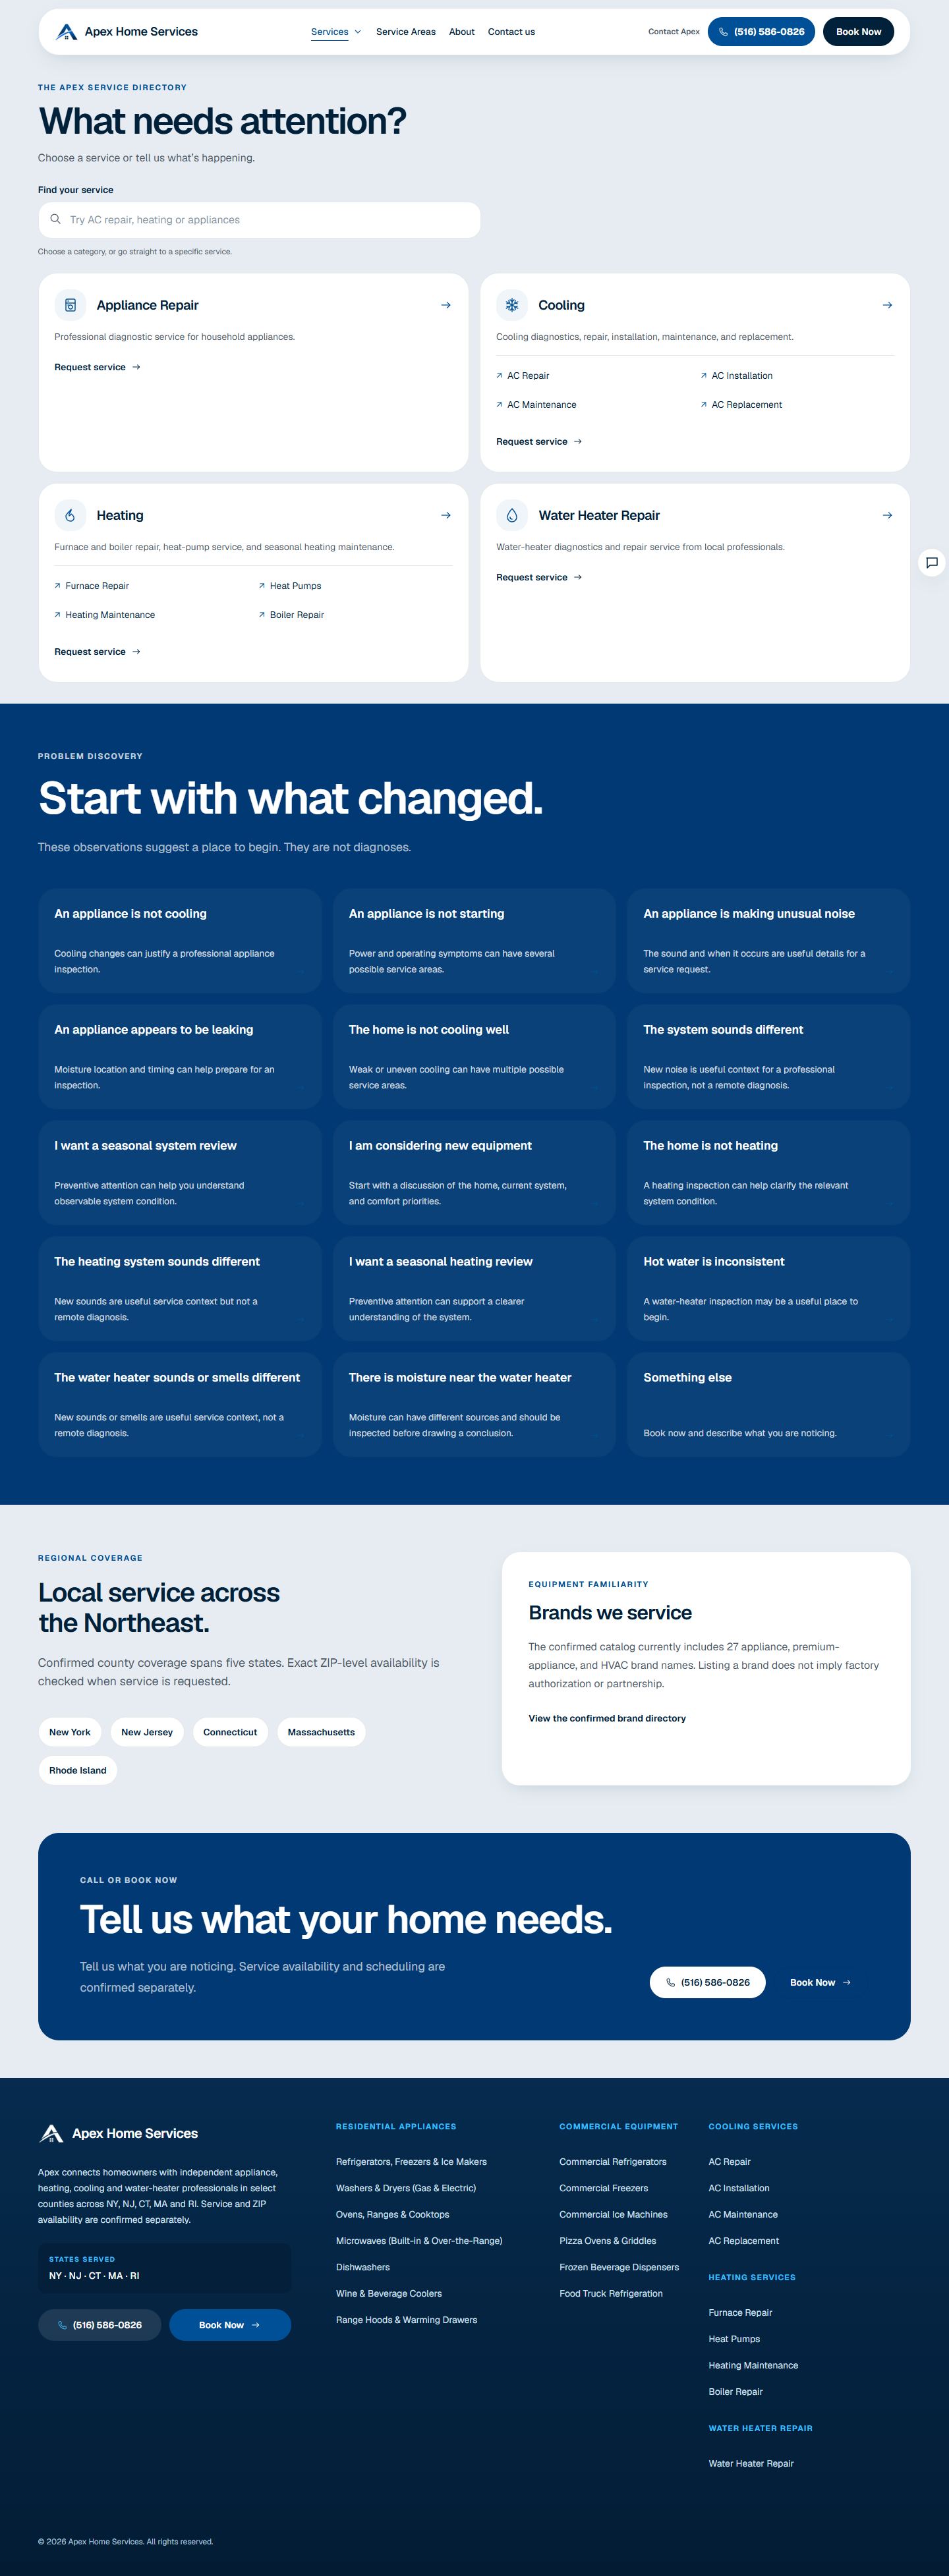 Apex Home Services
Services
Service Areas
About
Contact us
Contact Apex
(516) 586-0826
Book Now
THE APEX SERVICE DIRECTORY
What needs attention?
Choose a service or tell us what's happening.
Find your service
Try AC repair, heating or appliances
Choose a category, or go straight to a specific service.
Appliance Repair
Professional diagnostic service for household appliances.
Request service
Cooling
Cooling diagnostics, repair, installation, maintenance, and replacement.
AC Repair
AC Installation
AC Maintenance
AC Replacement
Request service
Heating
Furnace and boiler repair, heat-pump service, and seasonal heating maintenance.
Furnace Repair
Heat Pumps
Heating Maintenance
Boiler Repair
Request service
Water Heater Repair
Water-heater diagnostics and repair service from local professionals.
Request service
PROBLEM DISCOVERY
Start with what changed.
These observations suggest a place to begin. They are not diagnoses.
An appliance is not cooling
Cooling changes can justify a professional appliance
inspection.
An appliance is not starting
Power and operating symptoms can have several
possible service areas.
An appliance is making unusual noise
The sound and when it occurs are useful details for a
service request.
An appliance appears to be leaking
Moisture location and timing can help prepare for an
inspection.
The home is not cooling well
Weak or uneven cooling can have multiple possible
service areas.
The system sounds different
New noise is useful context for a professional
inspection, not a remote diagnosis.
I want a seasonal system review
Preventive attention can help you understand
observable system condition.
I am considering new equipment
Start with a discussion of the home, current system,
and comfort priorities.
The home is not heating
A heating inspection can help clarify the relevant
system condition.
The heating system sounds different
New sounds are useful service context but not a
remote diagnosis.
I want a seasonal heating review
Preventive attention can support a clearer
understanding of the system.
Hot water is inconsistent
A water-heater inspection may be a useful place to
begin.
The water heater sounds or smells different
New sounds or smells are useful service context, not a
remote diagnosis.
There is moisture near the water heater
Moisture can have different sources and should be
inspected before drawing a conclusion.
Something else
Book now and describe what you are noticing.
REGIONAL COVERAGE
Local service across
the Northeast.
Confirmed county coverage spans five states. Exact ZIP-level availability is
checked when service is requested.
New York
New Jersey
Connecticut
Massachusetts
Rhode Island
EQUIPMENT FAMILIARITY
Brands we service
The confirmed catalog currently includes 27 appliance, premium-
appliance, and HVAC brand names. Listing a brand does not imply factory
authorization or partnership.
View the confirmed brand directory
CALL OR BOOK NOW
Tell us what your home needs.
Tell us what you are noticing. Service availability and scheduling are
confirmed separately.
(516) 586-0826
Book Now
Apex Home Services
Apex connects homeowners with independent appliance,
heating, cooling and water-heater professionals in select
counties across NY, NJ, CT, MA and RI. Service and ZIP
availability are confirmed separately.
STATES SERVED
NY · NJ · CT · MA · RI
(516) 586-0826
Book Now
RESIDENTIAL APPLIANCES
Refrigerators, Freezers & Ice Makers
Washers & Dryers (Gas & Electric)
Ovens, Ranges & Cooktops
Microwaves (Built-in & Over-the-Range)
Dishwashers
Wine & Beverage Coolers
Range Hoods & Warming Drawers
COMMERCIAL EQUIPMENT
Commercial Refrigerators
Commercial Freezers
Commercial Ice Machines
Pizza Ovens & Griddles
Frozen Beverage Dispensers
Food Truck Refrigeration
COOLING SERVICES
AC Repair
AC Installation
AC Maintenance
AC Replacement
HEATING SERVICES
Furnace Repair
Heat Pumps
Heating Maintenance
Boiler Repair
WATER HEATER REPAIR
Water Heater Repair
© 2026 Apex Home Services. All rights reserved.